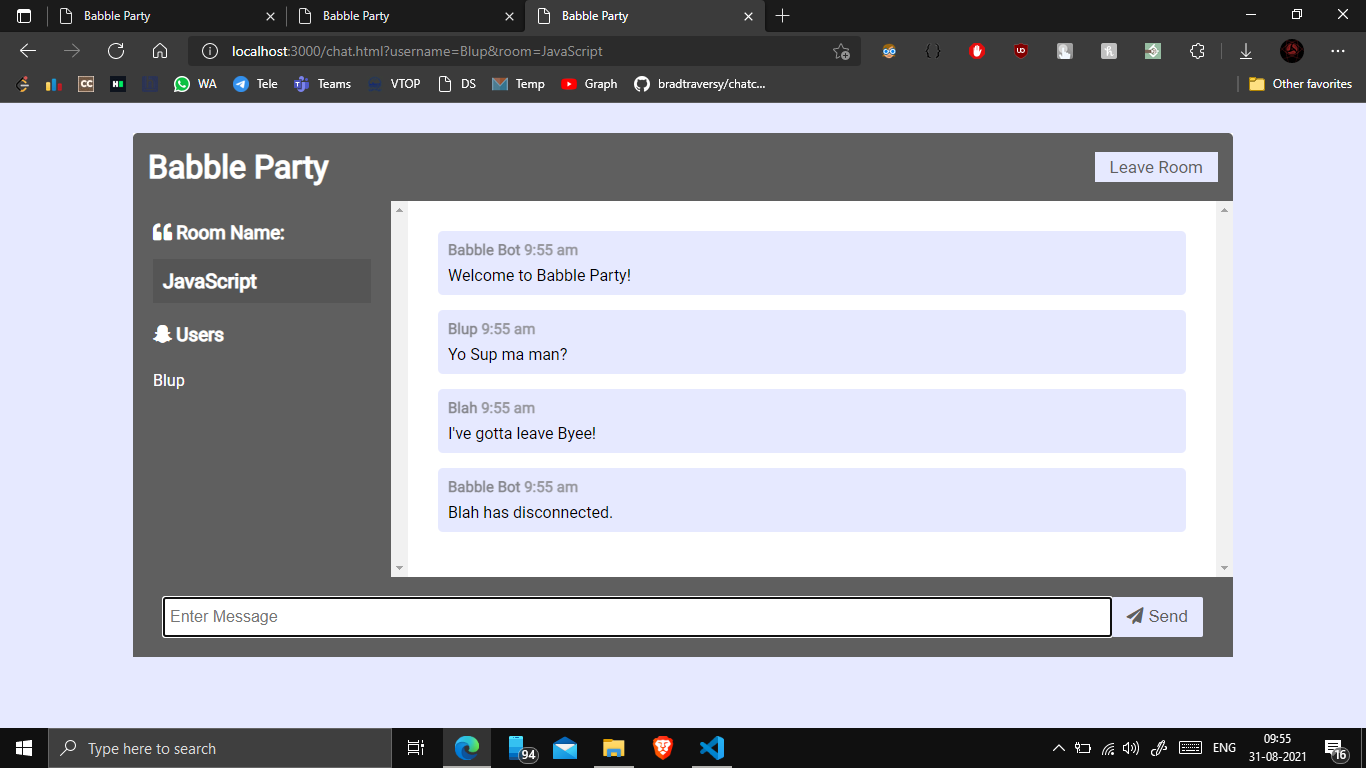 Babble Party
Babble Party
Babble Party
localhost:3000/chat.html?username=Blup&room=JavaScript
UD
CC
WA
Tele
Teams
VTOP
DS
Temp
Graph
bradtraversy/chatc...
Other favorites
Babble Party
Leave Room
Room Name:
JavaScript
Users
Blup
Babble Bot 9:55 am
Welcome to Babble Party!
Blup 9:55 am
Yo Sup ma man?
Blah 9:55 am
I've gotta leave Byee!
Babble Bot 9:55 am
Blah has disconnected.
Enter Message
Send
Type here to search
94
ENG
09:55
31-08-2021
16